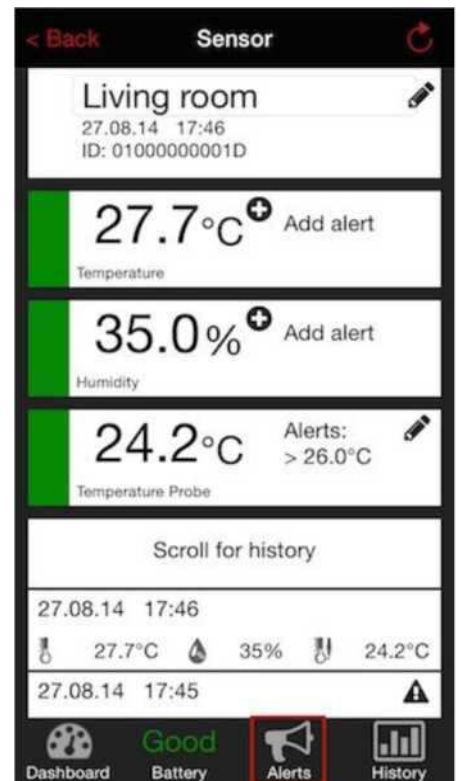 < Back Sensor
Living room
27.08.14 17:46
ID: 01000000001D
27.7°C Add alert
Temperature
35.0% Add alert
Humidity
24.2°C Alerts:
> 26.0°C
Temperature Probe
Scroll for history
27.08.14 17:46
27.7°C 35% 24.2°C
27.08.14 17:45
Good
Dashboard Battery Alerts History